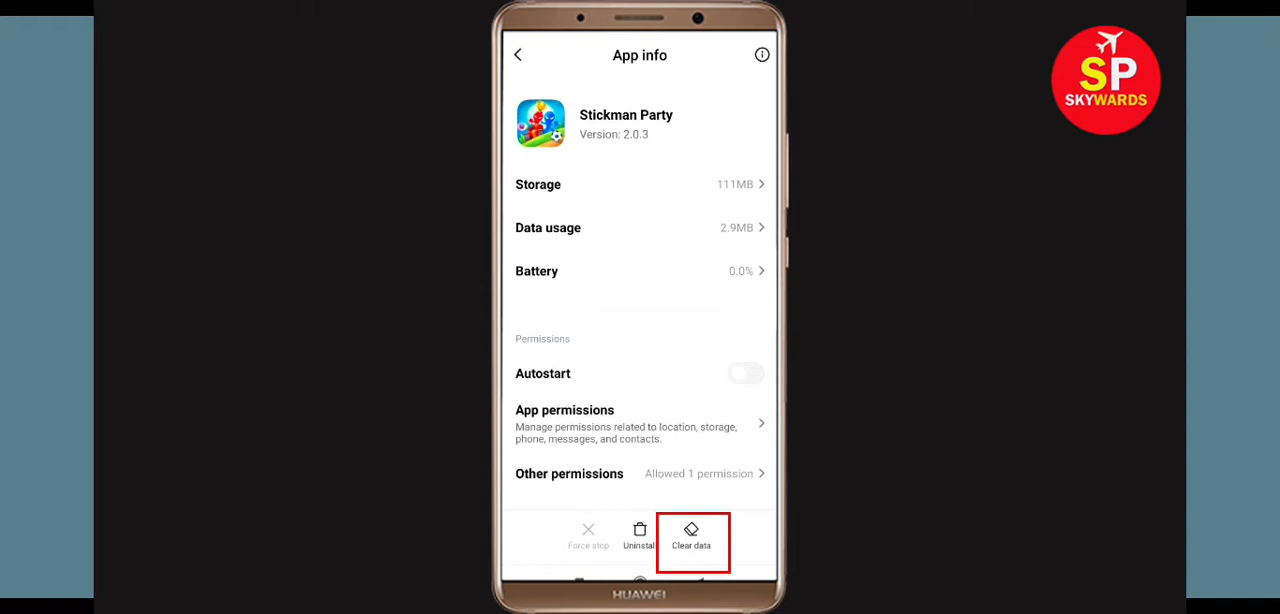 App info
SP
SKYWARDS
Stickman Party
Version: 2.0.3
Storage 111MB
Data usage 2.9MB
Battery 0.0%
Permissions
Autostart
App permissions
Manage permissions related to location, storage,
phone, messages, and contacts.
Other permissions Allowed 1 permission
Force stop Uninstall Clear data
HUAWEI